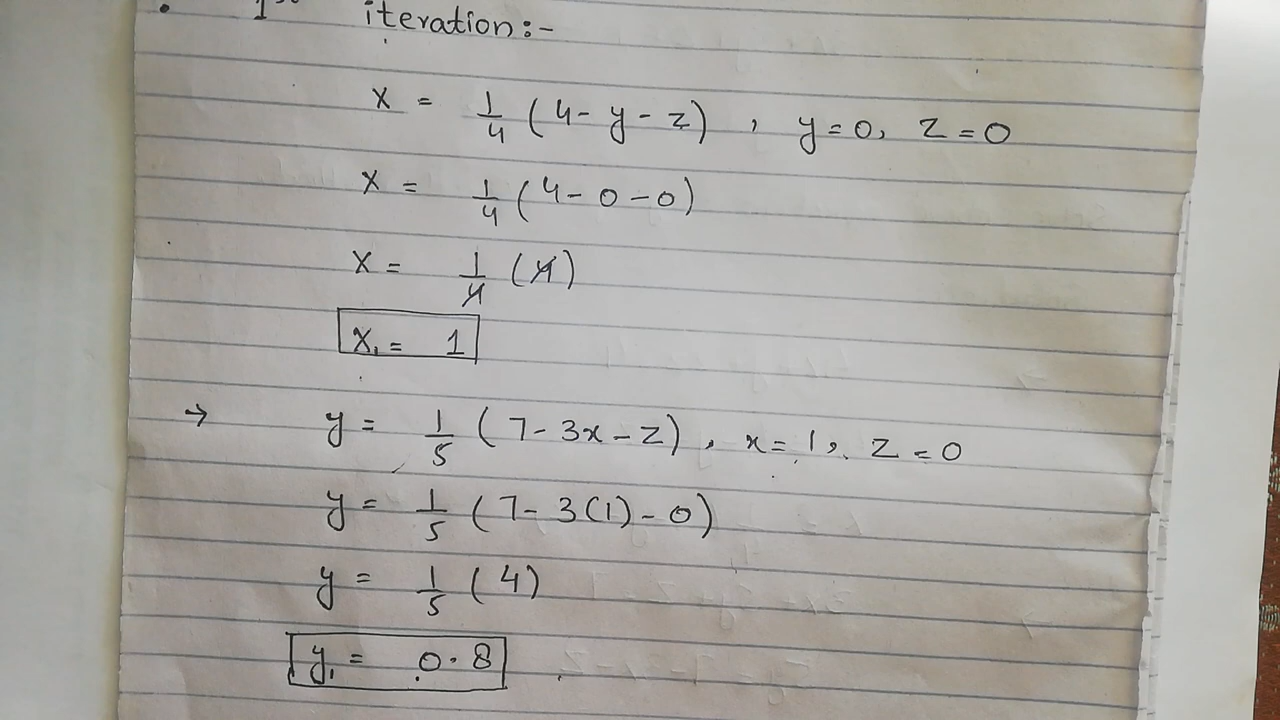 • 1st iteration:-
x = 1/4 (4 - y - z) , y = 0, z = 0
x = 1/4 (4 - 0 - 0)
x = 1/4 (4)
x₁ = 1
→ y = 1/5 (7 - 3x - z) , x = 1, z = 0
y = 1/5 (7 - 3(1) - 0)
y = 1/5 (4)
y₁ = 0.8